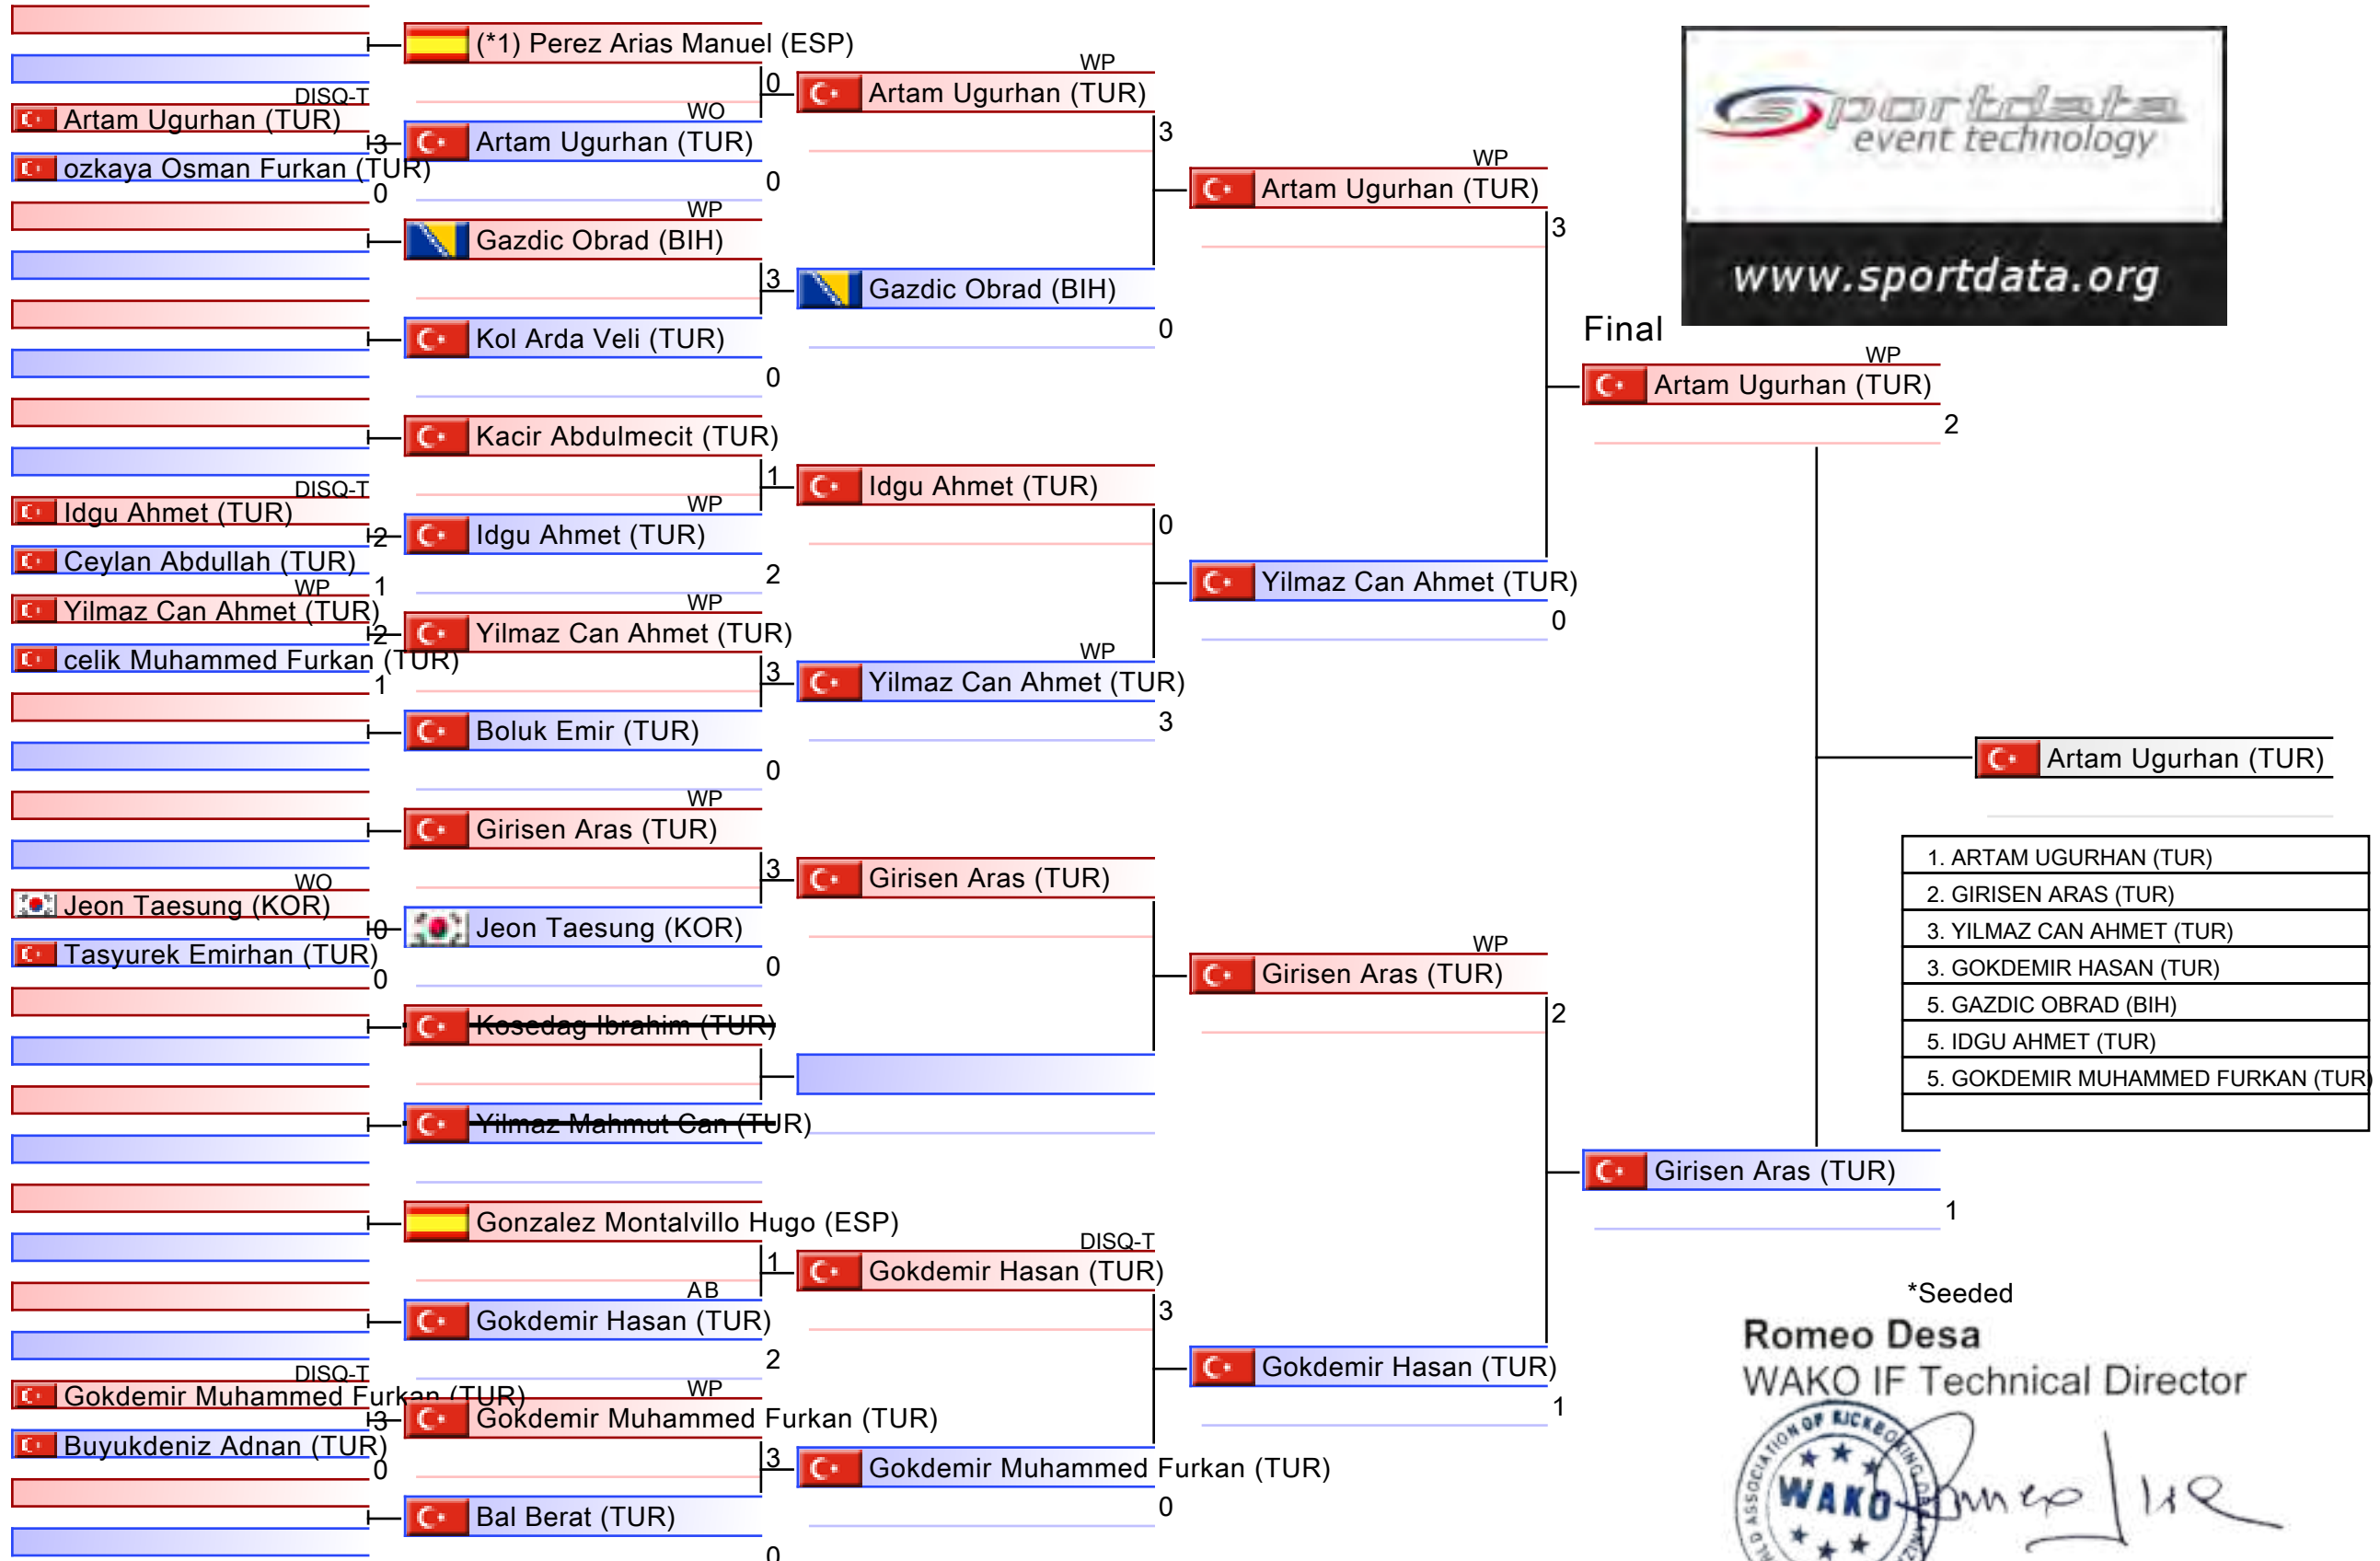 DISQ-T
Artam Ugurhan (TUR)
3
ozkaya Osman Furkan (TUR)
0
DISQ-T
Idgu Ahmet (TUR)
2
Ceylan Abdullah (TUR)
1
WP
Yilmaz Can Ahmet (TUR)
2
celik Muhammed Furkan (TUR)
1
WO
Jeon Taesung (KOR)
0
Tasyurek Emirhan (TUR)
0
DISQ-T
Gokdemir Muhammed Furkan (TUR)
3
Buyukdeniz Adnan (TUR)
0
(*1) Perez Arias Manuel (ESP)
0
WO
Artam Ugurhan (TUR)
0
WP
Gazdic Obrad (BIH)
3
Kol Arda Veli (TUR)
0
Kacir Abdulmecit (TUR)
1
WP
Idgu Ahmet (TUR)
2
WP
Yilmaz Can Ahmet (TUR)
3
Boluk Emir (TUR)
0
WP
Girisen Aras (TUR)
3
Jeon Taesung (KOR)
0
Kosedag Ibrahim (TUR)
Yilmaz Mahmut Can (TUR)
Gonzalez Montalvillo Hugo (ESP)
1
AB
Gokdemir Hasan (TUR)
2
WP
Gokdemir Muhammed Furkan (TUR)
3
Bal Berat (TUR)
0
WP
Artam Ugurhan (TUR)
3
Gazdic Obrad (BIH)
0
Idgu Ahmet (TUR)
0
WP
Yilmaz Can Ahmet (TUR)
3
Girisen Aras (TUR)
DISQ-T
Gokdemir Hasan (TUR)
3
Gokdemir Muhammed Furkan (TUR)
0
WP
Artam Ugurhan (TUR)
3
Yilmaz Can Ahmet (TUR)
0
WP
Girisen Aras (TUR)
2
Gokdemir Hasan (TUR)
1
Final
WP
Artam Ugurhan (TUR)
2
Girisen Aras (TUR)
1
Artam Ugurhan (TUR)
sportdata
event technology
www.sportdata.org
1. ARTAM UGURHAN (TUR)
2. GIRISEN ARAS (TUR)
3. YILMAZ CAN AHMET (TUR)
3. GOKDEMIR HASAN (TUR)
5. GAZDIC OBRAD (BIH)
5. IDGU AHMET (TUR)
5. GOKDEMIR MUHAMMED FURKAN (TUR)
*Seeded
Romeo Desa
WAKO IF Technical Director
WAKO